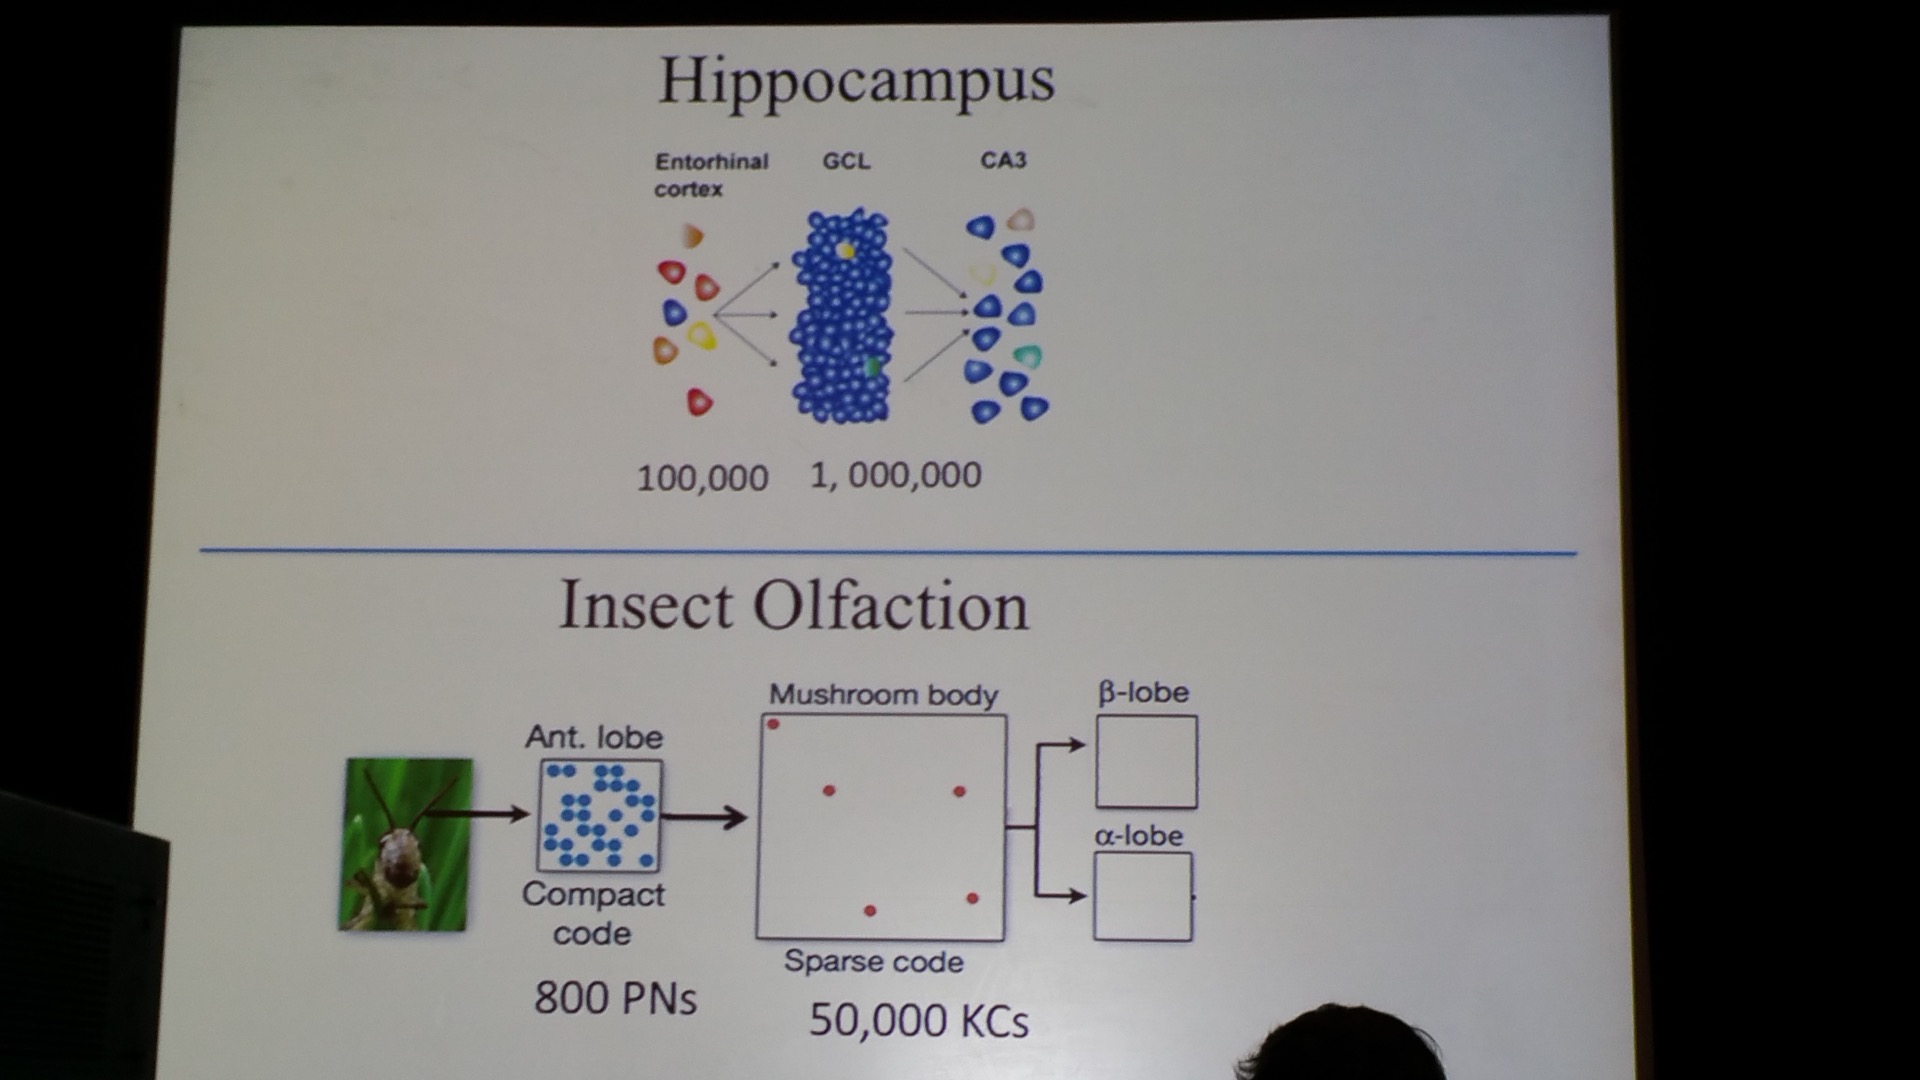 Hippocampus
Entorhinal
cortex
GCL
CA3
100,000
1, 000,000
Insect Olfaction
Ant. lobe
Compact
code
800 PNs
Mushroom body
Sparse code
50,000 KCs
β-lobe
α-lobe